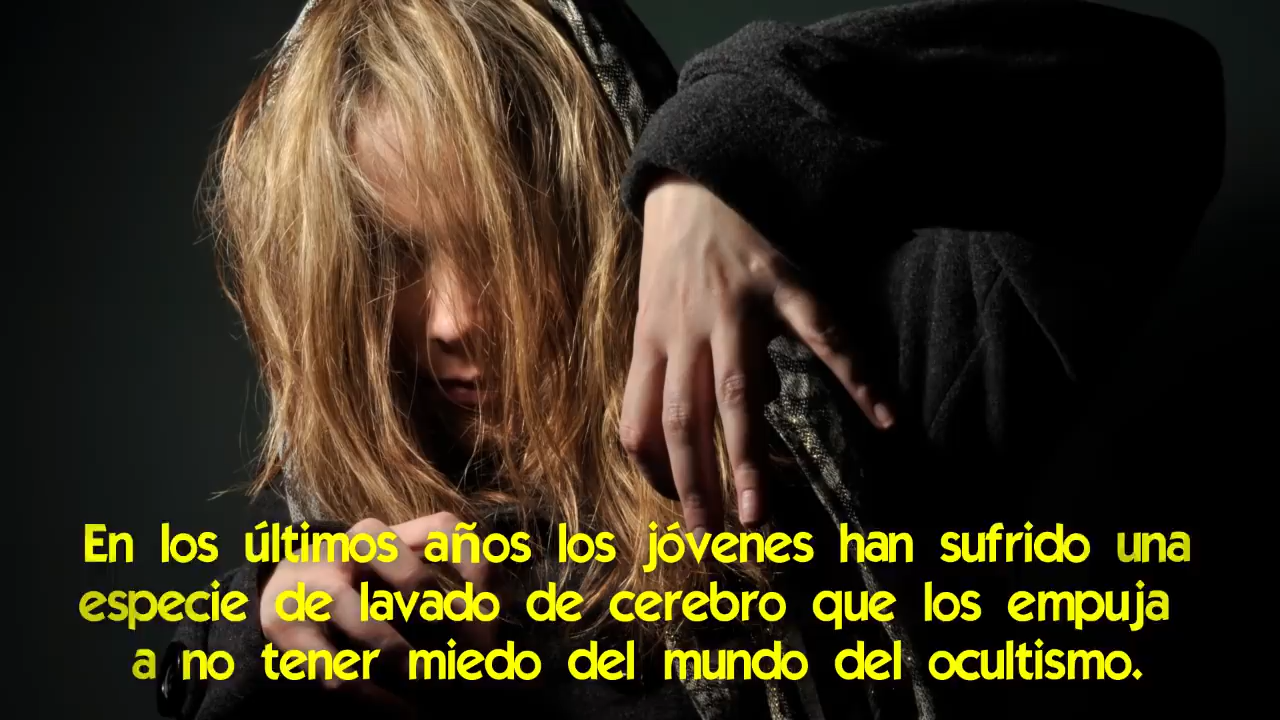 En los últimos años los jóvenes han sufrido una
especie de lavado de cerebro que los empuja
a no tener miedo del mundo del ocultismo.